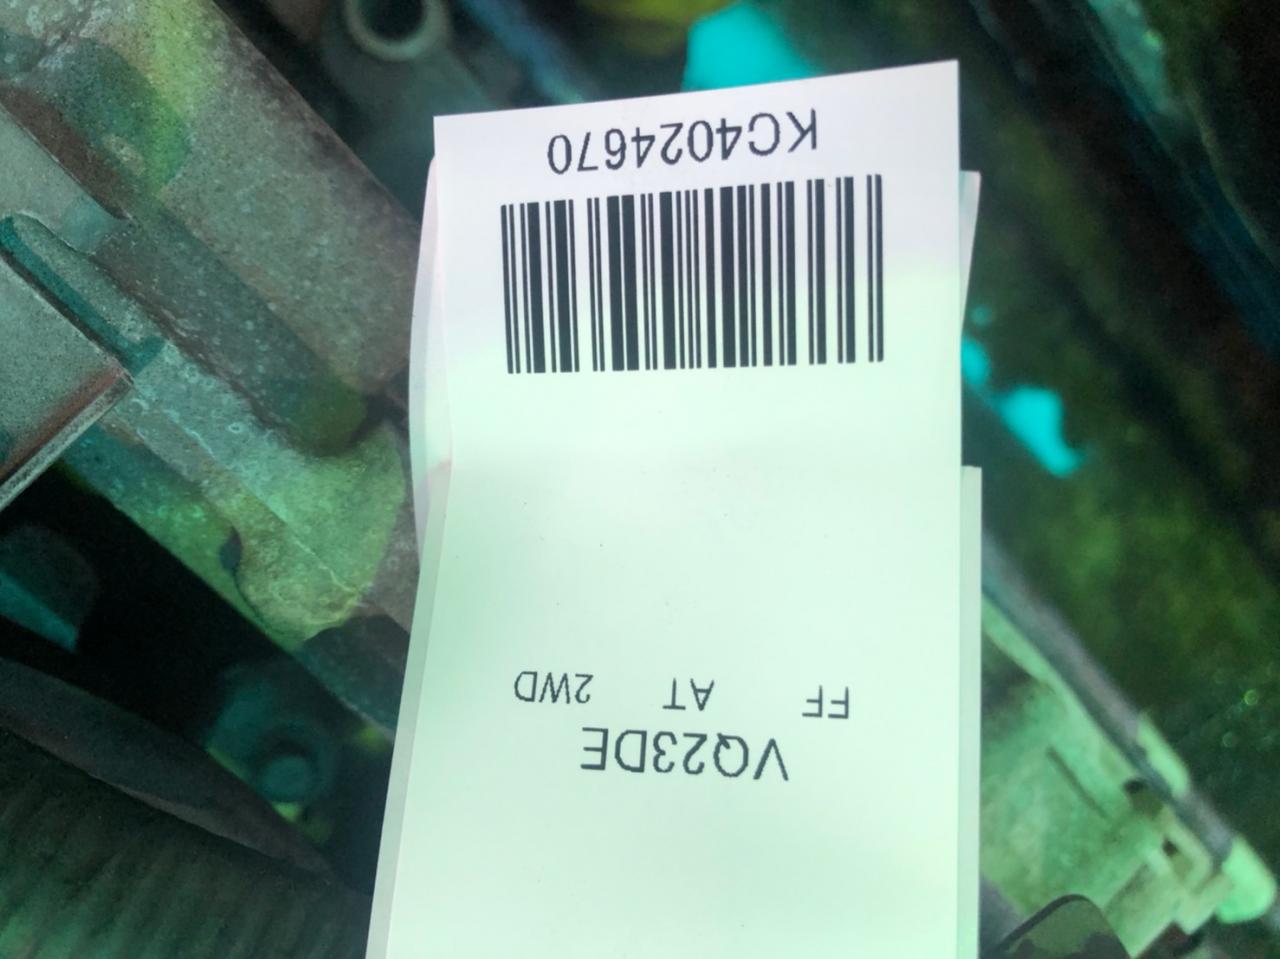 VQ23DE
FF AT 2WD
KC4024670